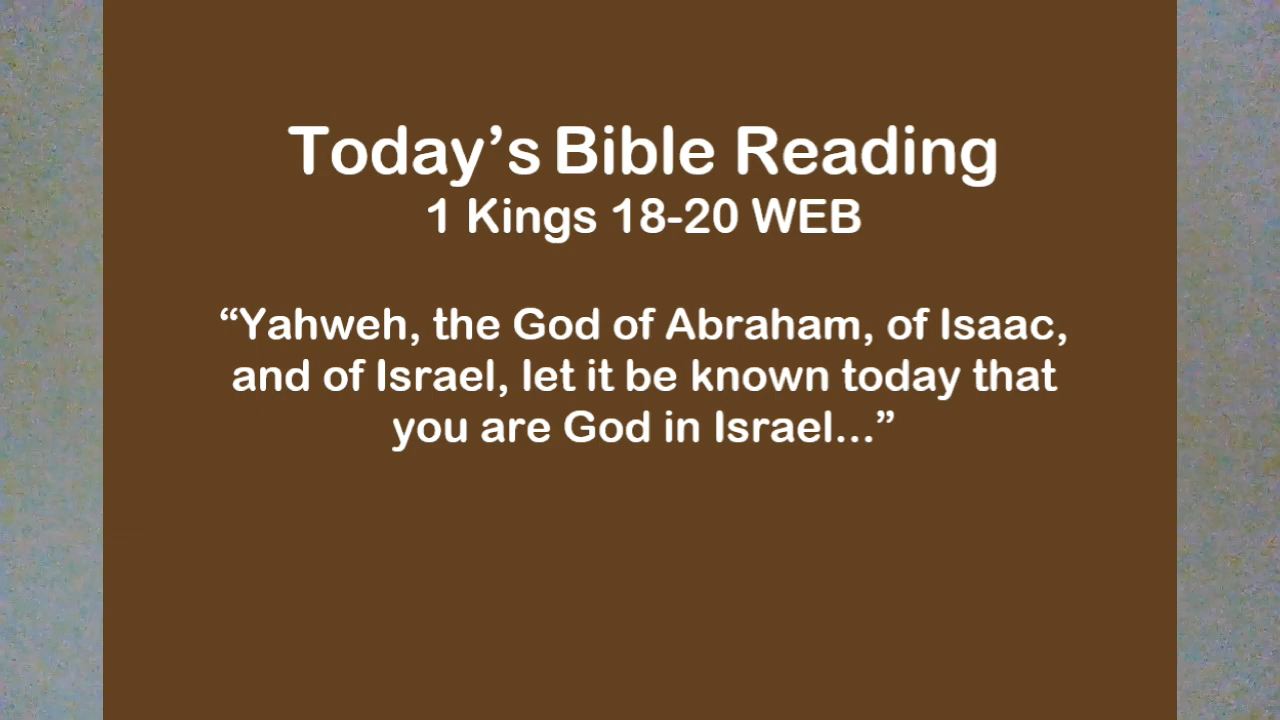 Today’s Bible Reading
1 Kings 18-20 WEB
“Yahweh, the God of Abraham, of Isaac,
and of Israel, let it be known today that
you are God in Israel...”